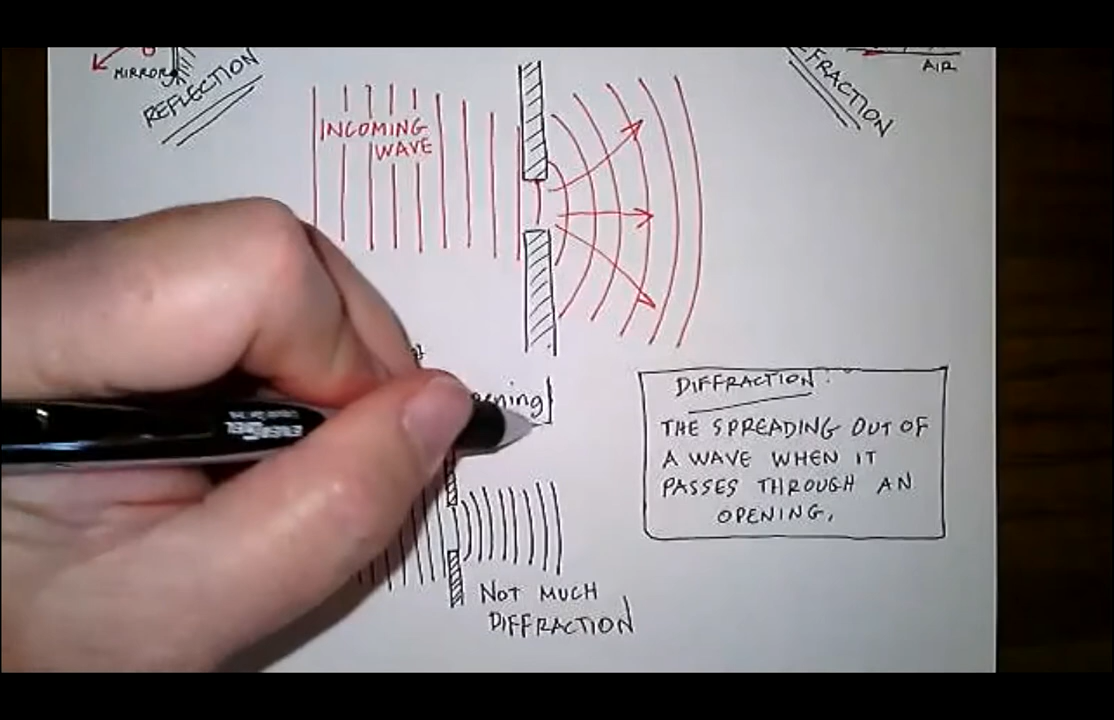 MIRROR
REFLECTION
AIR
INCOMING
WAVE
DIFFRACTION:
THE SPREADING OUT OF
A WAVE WHEN IT
PASSES THROUGH AN
OPENING.
NOT MUCH
DIFFRACTION